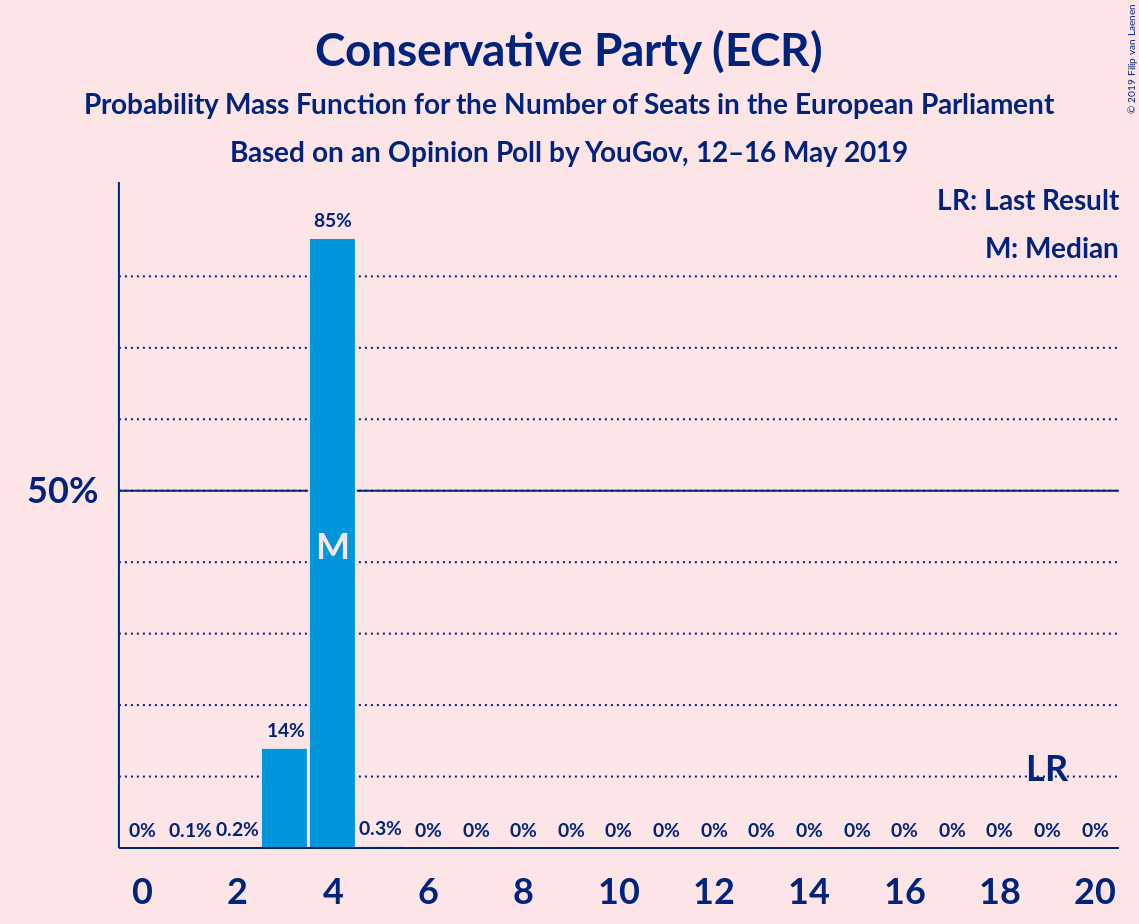 Conservative Party (ECR)
Probability Mass Function for the Number of Seats in the European Parliament
Based on an Opinion Poll by YouGov, 12–16 May 2019
© 2019 Filip van Laenen
LR: Last Result
M: Median
85%
50%
M
14%
LR
0% 0.1% 0.2% 0.3% 0% 0% 0% 0% 0% 0% 0% 0% 0% 0% 0% 0% 0% 0% 0%
0 2 4 6 8 10 12 14 16 18 20